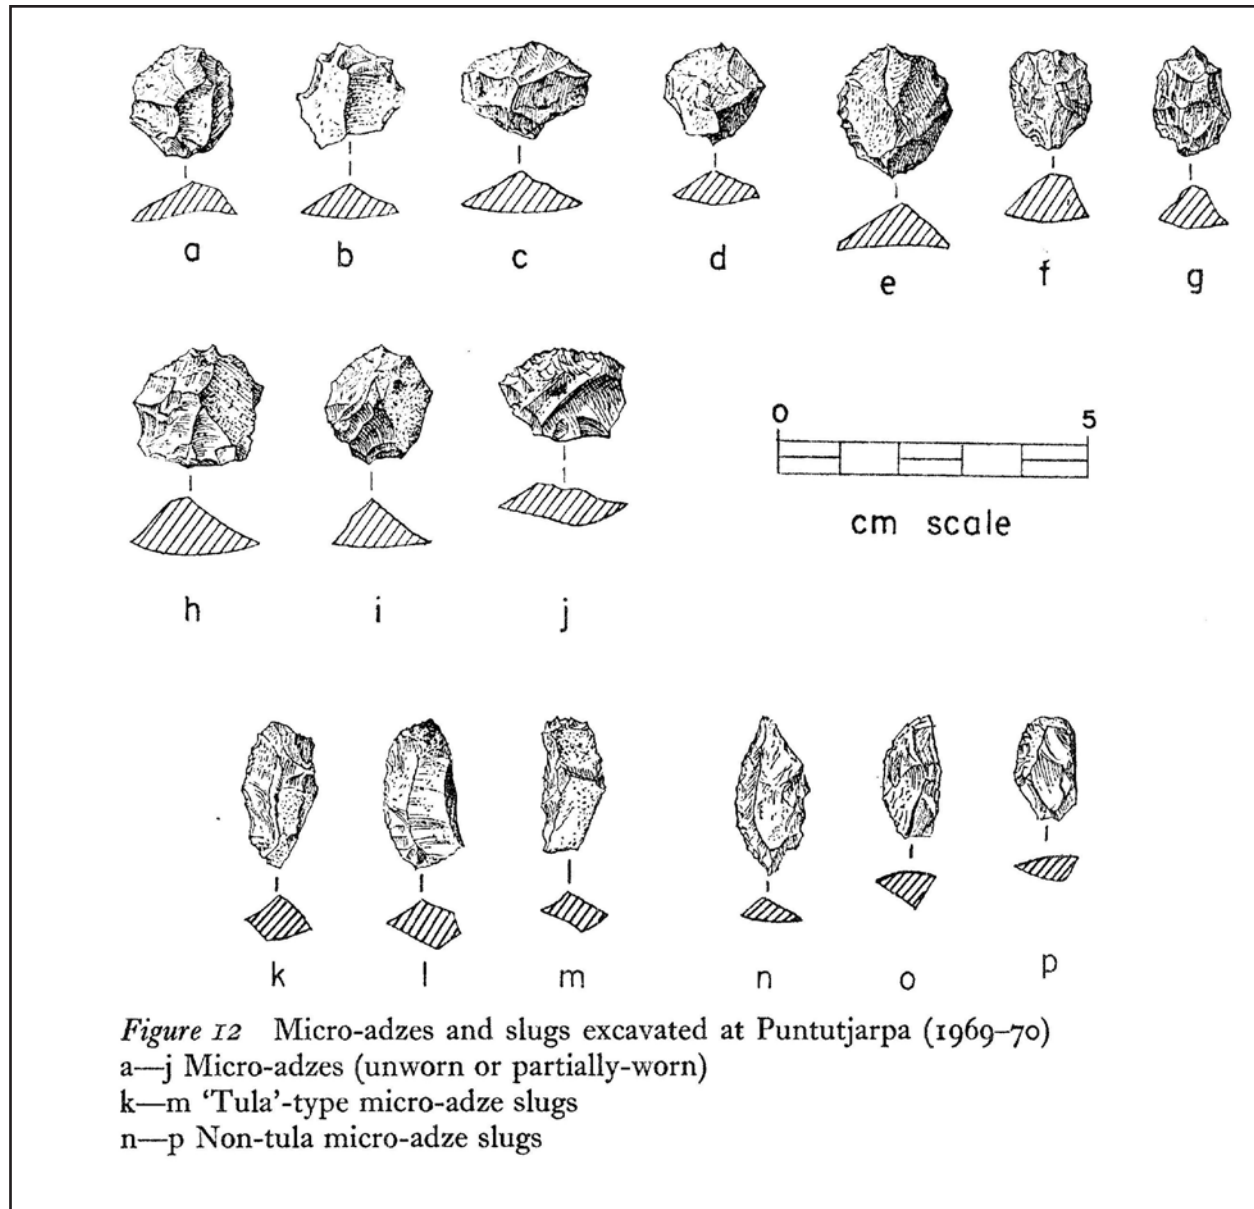 a b c d e f g
h i j
0 5
cm scale
k l m n o p
Figure 12 Micro-adzes and slugs excavated at Puntutjarpa (1969–70)
a—j Micro-adzes (unworn or partially-worn)
k—m ‘Tula’-type micro-adze slugs
n—p Non-tula micro-adze slugs